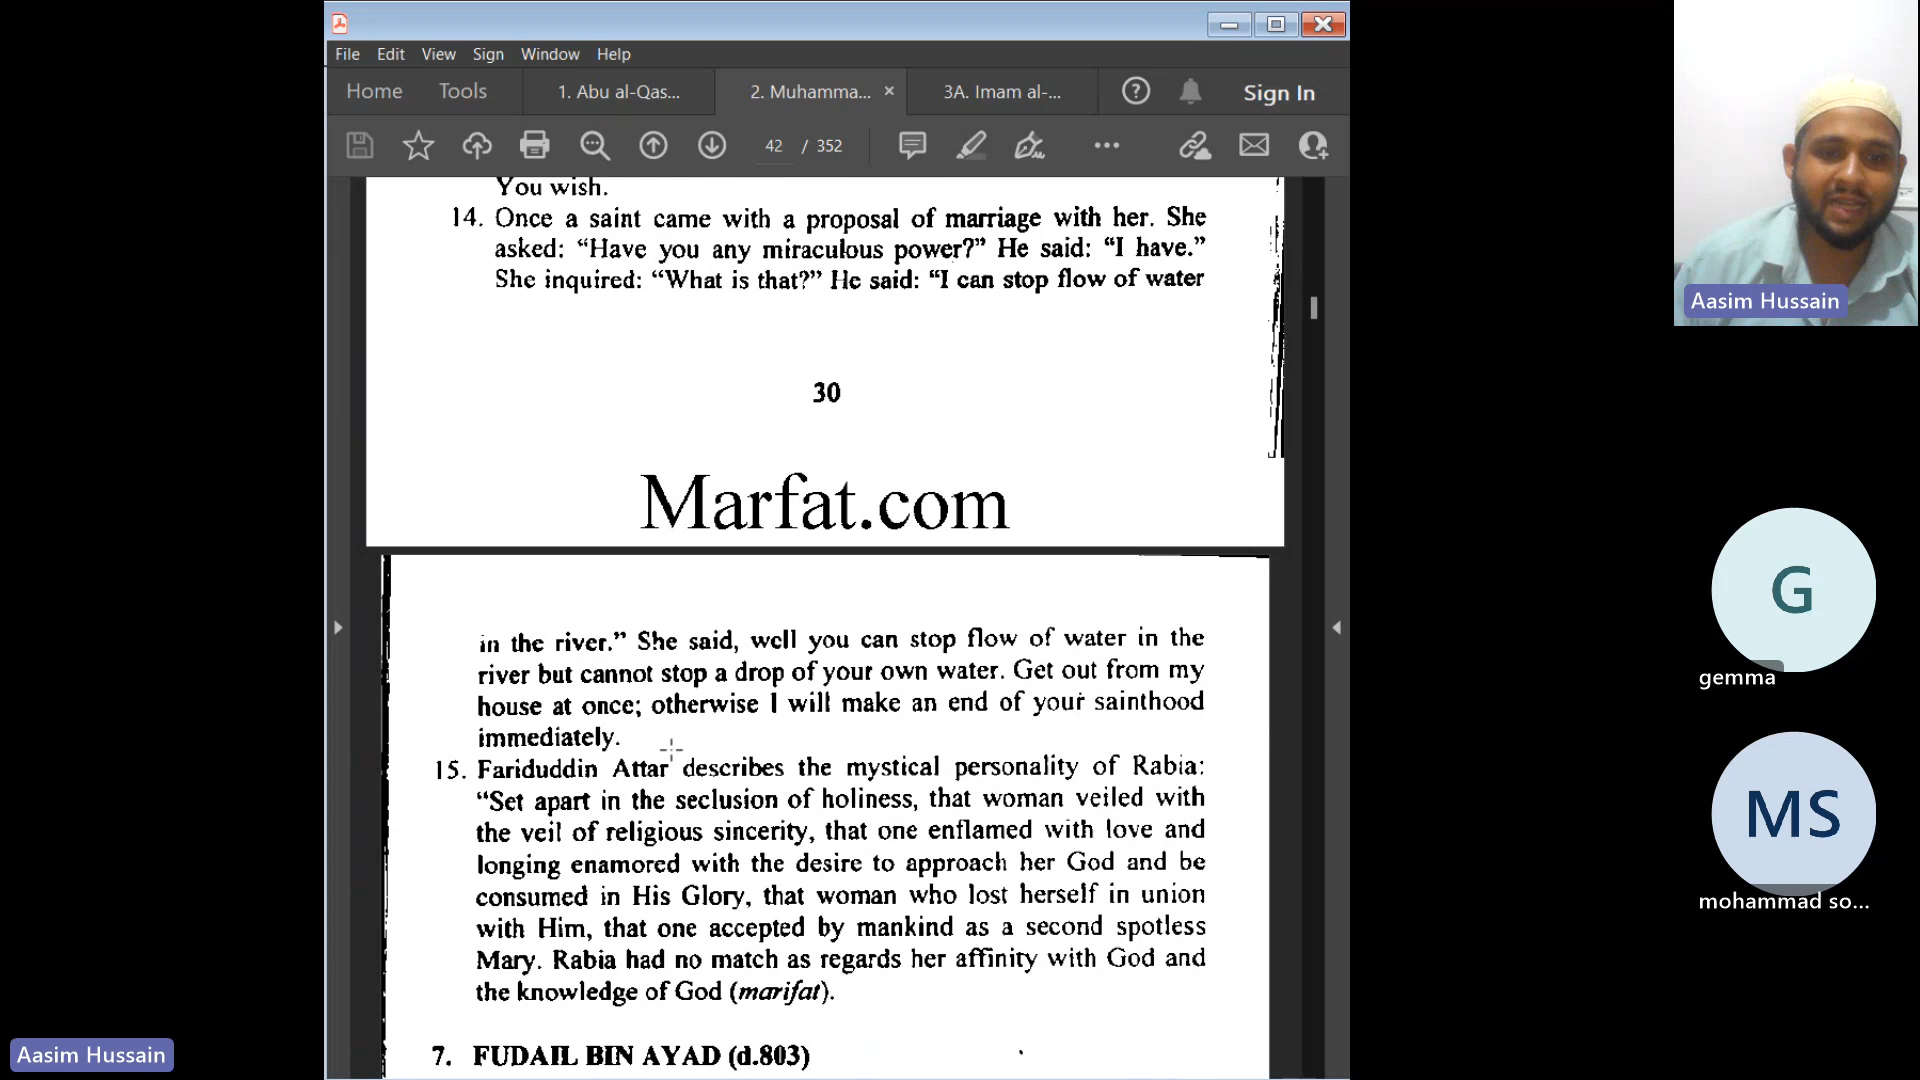 File Edit View Sign Window Help
Home Tools 1. Abu al-Qas... 2. Muhamma... × 3A. Imam al-... Sign In
42 / 352
You wish.
14. Once a saint came with a proposal of marriage with her. She
asked: “Have you any miraculous power?” He said: “I have.”
She inquired: “What is that?” He said: “I can stop flow of water
30
Marfat.com
in the river.” She said, well you can stop flow of water in the
river but cannot stop a drop of your own water. Get out from my
house at once; otherwise I will make an end of your sainthood
immediately.
15. Fariduddin Attar describes the mystical personality of Rabia:
“Set apart in the seclusion of holiness, that woman veiled with
the veil of religious sincerity, that one enflamed with love and
longing enamored with the desire to approach her God and be
consumed in His Glory, that woman who lost herself in union
with Him, that one accepted by mankind as a second spotless
Mary. Rabia had no match as regards her affinity with God and
the knowledge of God (marifat).
7. FUDAIL BIN AYAD (d.803)
Aasim Hussain
G
gemma
MS
mohammad so...
Aasim Hussain